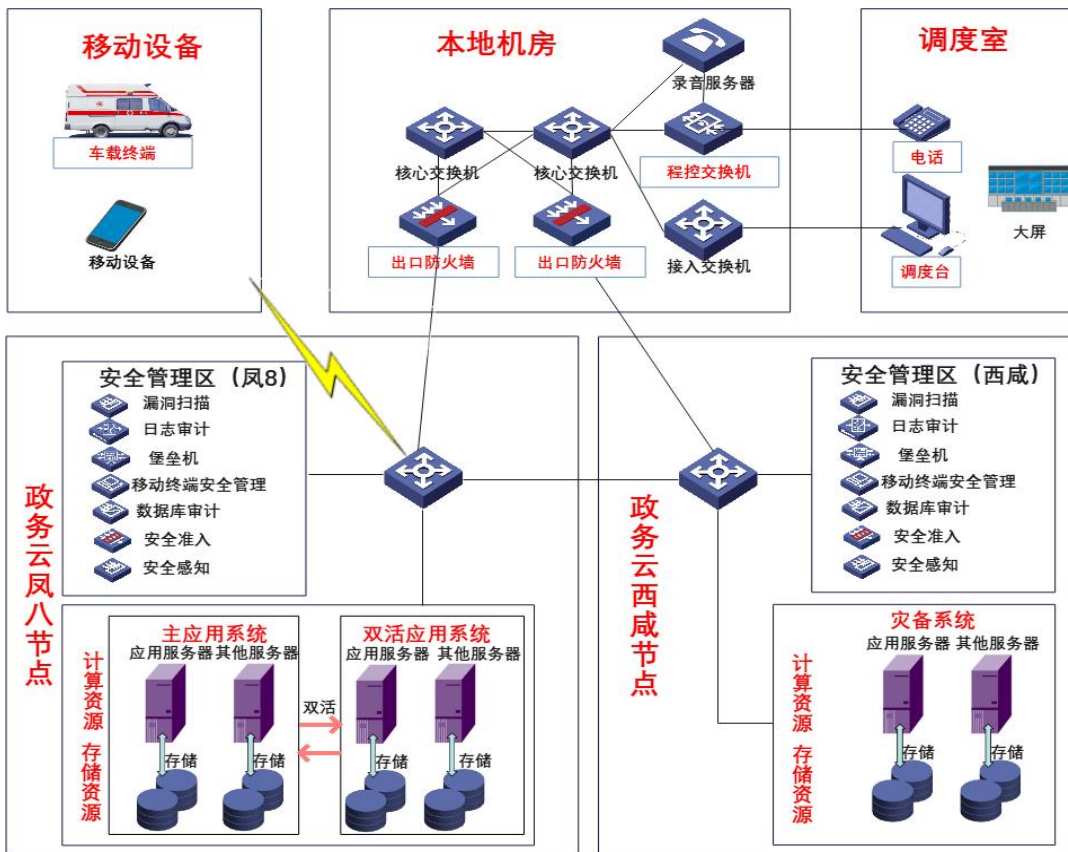 移动设备
车载终端
移动设备
本地机房
录音服务器
核心交换机
核心交换机
程控交换机
出口防火墙
出口防火墙
接入交换机
调度室
电话
大屏
调度台
政务云凤八节点
安全管理区（凤8）
漏洞扫描
日志审计
堡垒机
移动终端安全管理
数据库审计
安全准入
安全感知
计算资源
存储资源
主应用系统
应用服务器
其他服务器
存储
存储
双活
双活应用系统
应用服务器
其他服务器
存储
存储
政务云西咸节点
安全管理区（西咸）
漏洞扫描
日志审计
堡垒机
移动终端安全管理
数据库审计
安全准入
安全感知
灾备系统
应用服务器
其他服务器
计算资源
存储资源
存储
存储